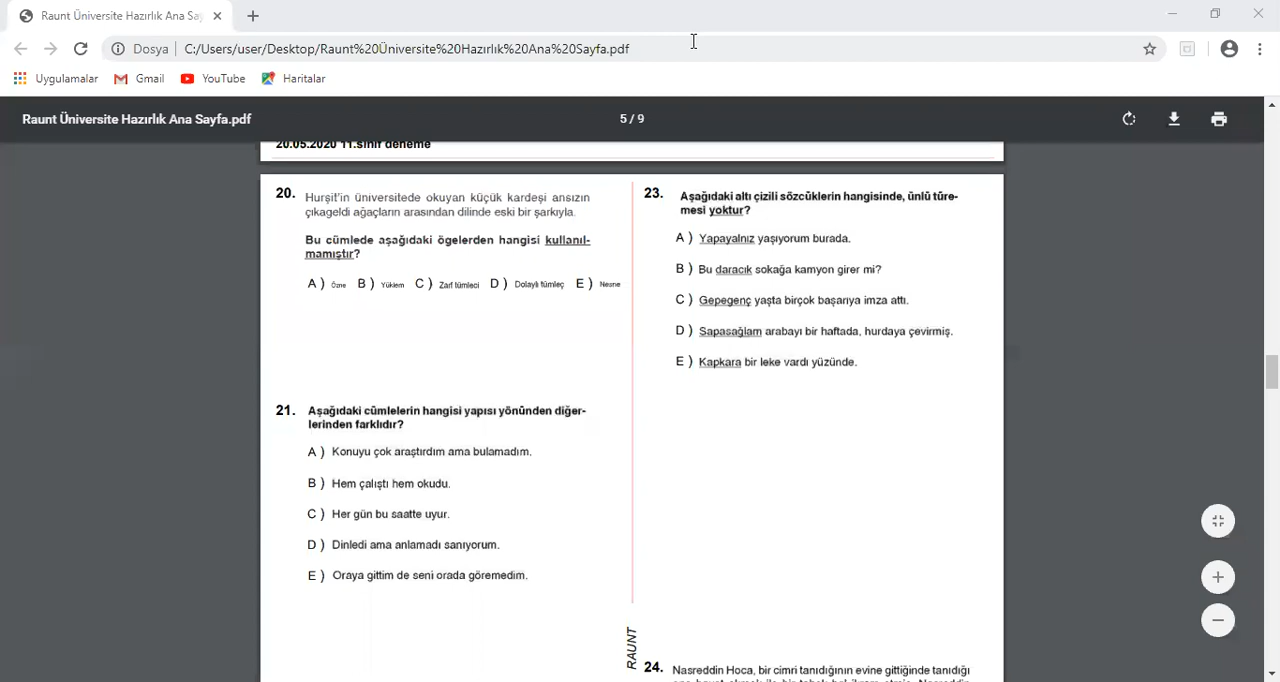 Raunt Üniversite Hazırlık Ana Say
Dosya C:/Users/user/Desktop/Raunt%20Üniversite%20Hazırlık%20Ana%20Sayfa.pdf
Uygulamalar Gmail YouTube Haritalar
Raunt Üniversite Hazırlık Ana Sayfa.pdf 5 / 9
20.05.2020 11.sınıf deneme
20. Hurşit'in üniversitede okuyan küçük kardeşi ansızın
çıkageldi ağaçların arasından dilinde eski bir şarkıyla.
Bu cümlede aşağıdaki ögelerden hangisi kullanıl-
mamıştır?
A ) Özne B ) Yüklem C ) Zarf tümleci D ) Dolaylı tümleç E ) Nesne
21. Aşağıdaki cümlelerin hangisi yapısı yönünden diğer-
lerinden farklıdır?
A ) Konuyu çok araştırdım ama bulamadım.
B ) Hem çalıştı hem okudu.
C ) Her gün bu saatte uyur.
D ) Dinledi ama anlamadı sanıyorum.
E ) Oraya gittim de seni orada göremedim.
RAUNT
23. Aşağıdaki altı çizili sözcüklerin hangisinde, ünlü türe-
mesi yoktur?
A ) Yapayalnız yaşıyorum burada.
B ) Bu daracık sokağa kamyon girer mi?
C ) Gepegenç yaşta birçok başarıya imza attı.
D ) Sapasağlam arabayı bir haftada, hurdaya çevirmiş.
E ) Kapkara bir leke vardı yüzünde.
24. Nasreddin Hoca, bir cimri tanıdığının evine gittiğinde tanıdığı